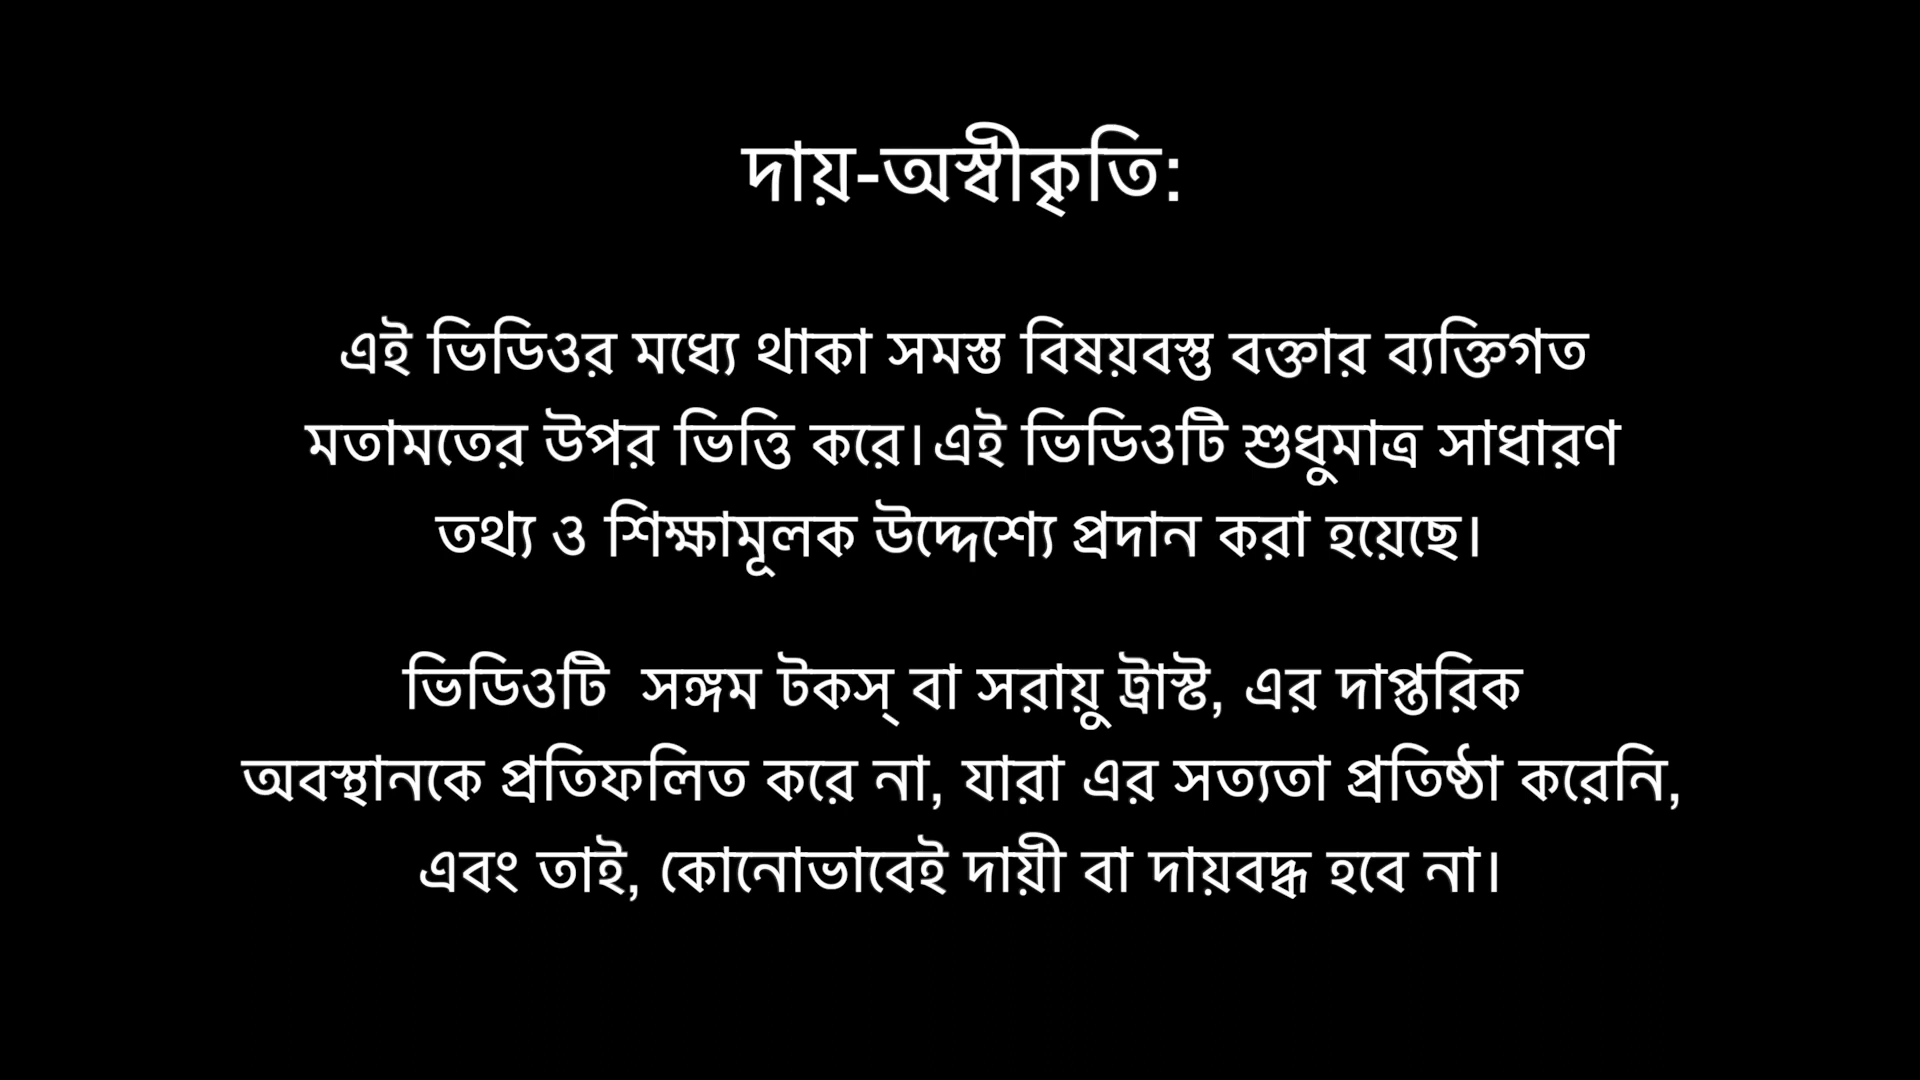 দায়-অস্বীকৃতি:
এই ভিডিওর মধ্যে থাকা সমস্ত বিষয়বস্তু বক্তার ব্যক্তিগত
মতামতের উপর ভিত্তি করে। এই ভিডিওটি শুধুমাত্র সাধারণ
তথ্য ও শিক্ষামূলক উদ্দেশ্যে প্রদান করা হয়েছে।
ভিডিওটি সঙ্গম টকস্ বা সরায়ু ট্রাস্ট, এর দাপ্তরিক
অবস্থানকে প্রতিফলিত করে না, যারা এর সত্যতা প্রতিষ্ঠা করেনি,
এবং তাই, কোনোভাবেই দায়ী বা দায়বদ্ধ হবে না।